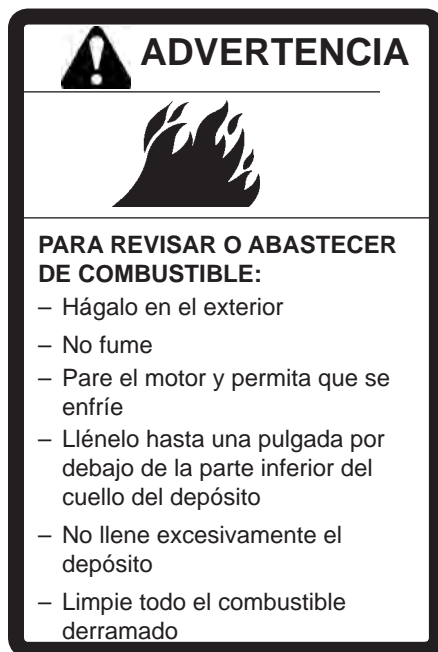 ADVERTENCIA
PARA REVISAR O ABASTECER
DE COMBUSTIBLE:
– Hágalo en el exterior
– No fume
– Pare el motor y permita que se
enfríe
– Llénelo hasta una pulgada por
debajo de la parte inferior del
cuello del depósito
– No llene excesivamente el
depósito
– Limpie todo el combustible
derramado